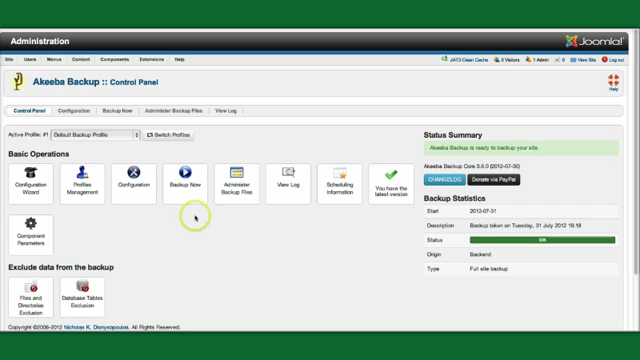 Administration
Joomla!
Site Users Menus Content Components Extensions Help
JAT3 Clean Cache 0 Visitors 1 Admin 0 View Site Log out
Akeeba Backup :: Control Panel
Help
Control Panel Configuration Backup Now Administer Backup Files View Log
Active Profile: #1 Default Backup Profile Switch Profiles
Basic Operations
Configuration Wizard
Profiles Management
Configuration
Backup Now
Administer Backup Files
View Log
Scheduling Information
You have the latest version
Component Parameters
Exclude data from the backup
Files and Directories Exclusion
Database Tables Exclusion
Copyright ©2006-2012 Nicholas K. Dionysopoulos. All Rights Reserved.
Status Summary
Akeeba Backup is ready to backup your site
Akeeba Backup Core 3.6.0 (2012-07-30)
CHANGELOG Donate via PayPal
Backup Statistics
Start 2012-07-31
Description Backup taken on Tuesday, 31 July 2012 16:18
Status OK
Origin Backend
Type Full site backup